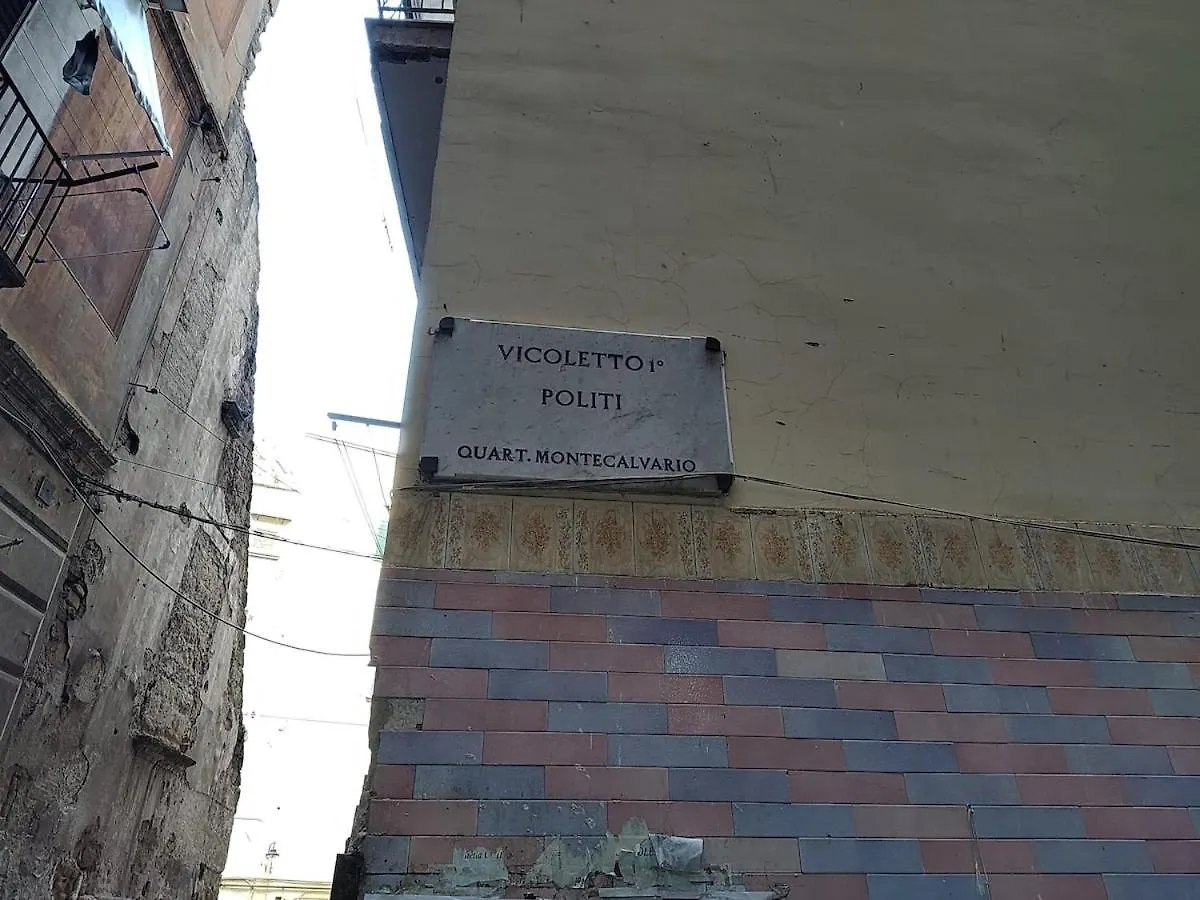 VICOLETTO 1°
POLITI
QUART. MONTECALVARIO